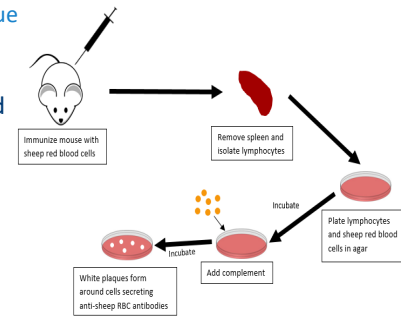 ue
d
Immunize mouse with
sheep red blood cells
Remove spleen and
isolate lymphocytes
Plate lymphocytes
and sheep red blood
cells in agar
Incubate
Add complement
Incubate
White plaques form
around cells secreting
anti-sheep RBC antibodies